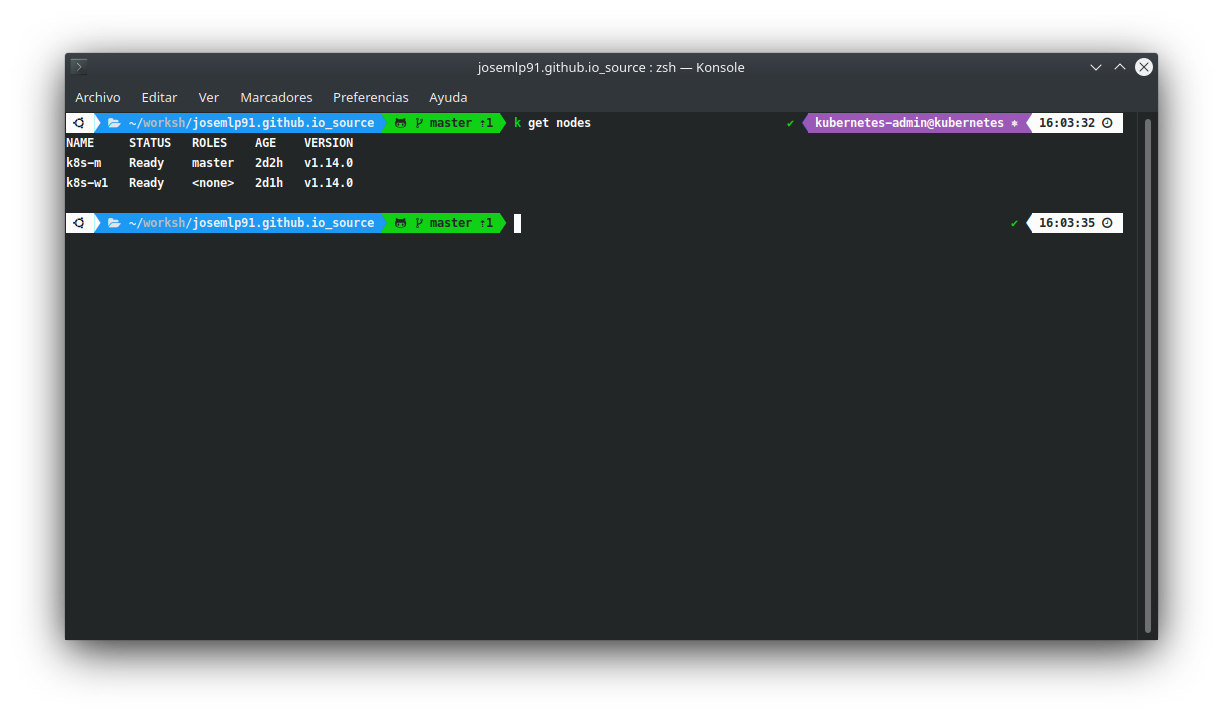 josemlp91.github.io_source : zsh — Konsole
Archivo Editar Ver Marcadores Preferencias Ayuda
~/worksh/josemlp91.github.io_source master ⇡1 k get nodes ✔ kubernetes-admin@kubernetes ⎈ 16:03:32
NAME STATUS ROLES AGE VERSION
k8s-m Ready master 2d2h v1.14.0
k8s-w1 Ready <none> 2d1h v1.14.0
~/worksh/josemlp91.github.io_source master ⇡1 ✔ 16:03:35